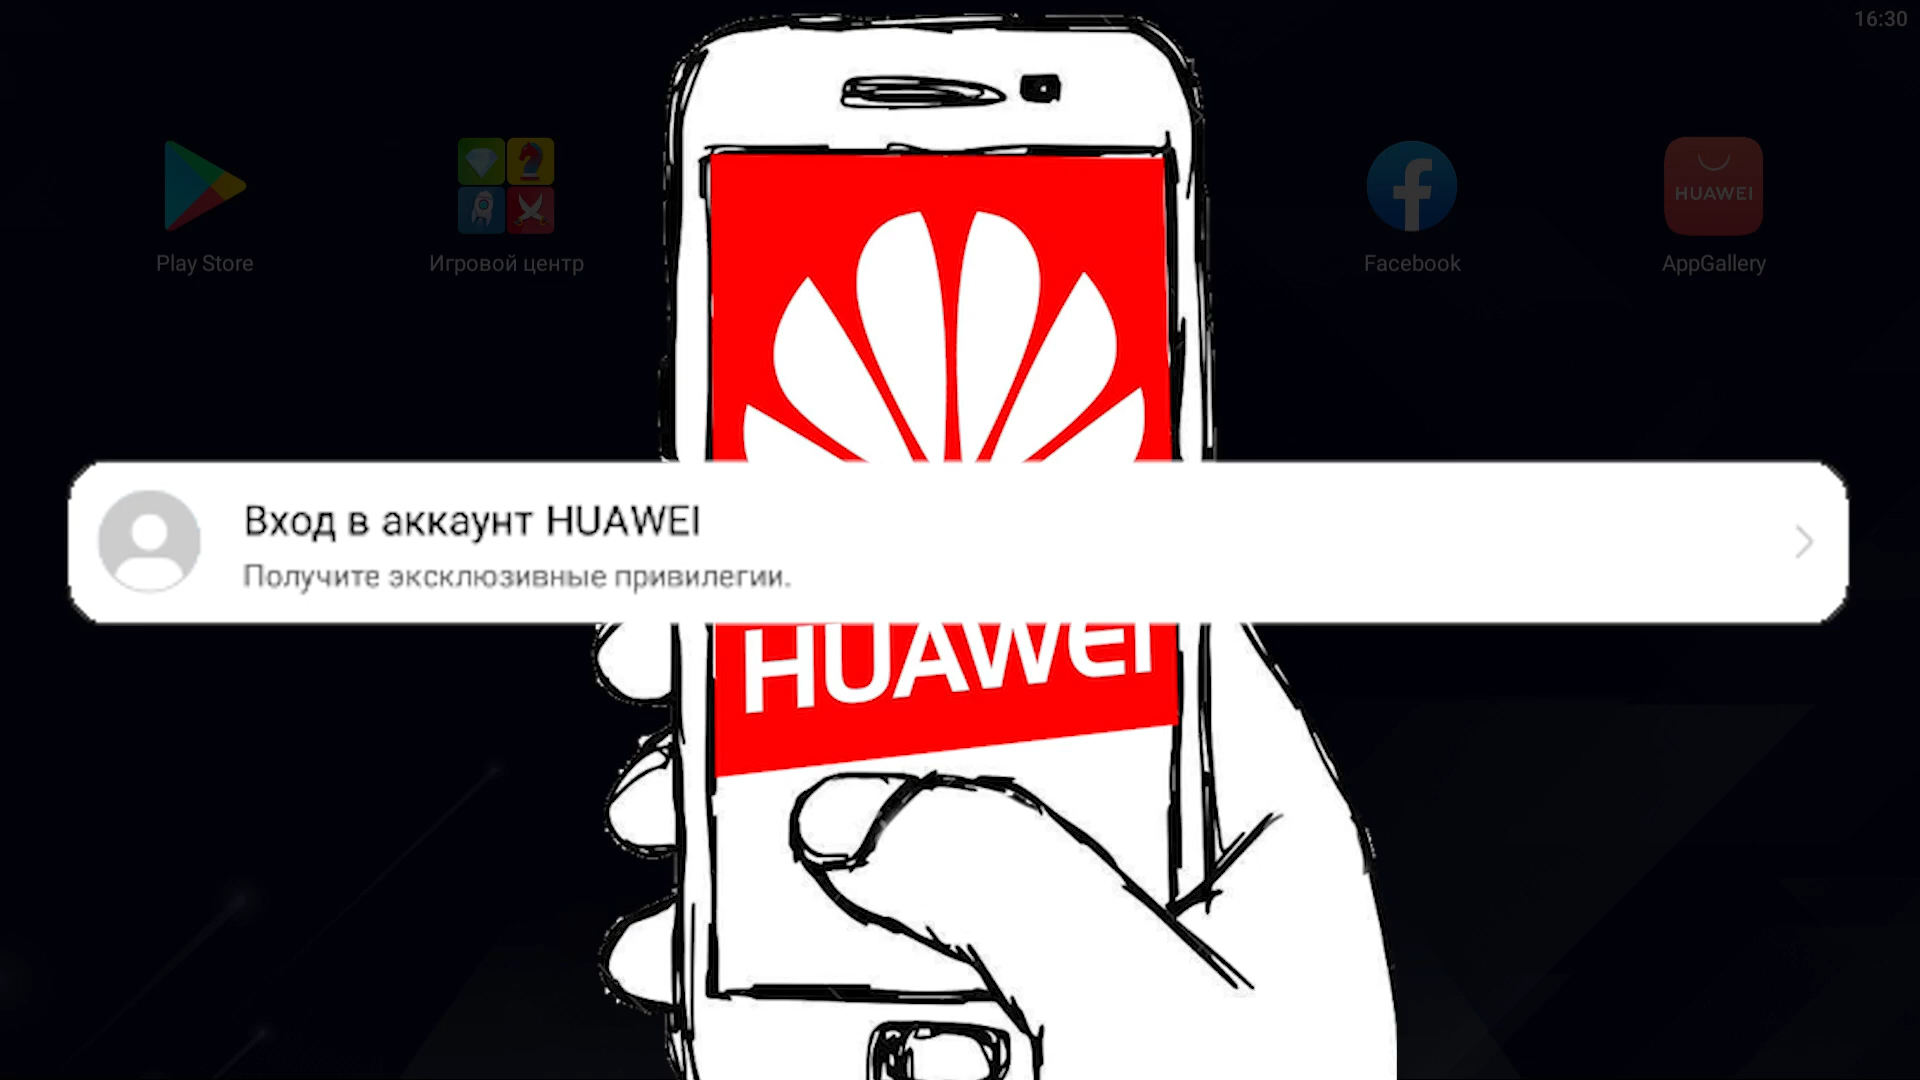 16:30
HUAWEI
Play Store
Игровой центр
Facebook
AppGallery
Вход в аккаунт HUAWEI
Получите эксклюзивные привилегии.
HUAWEI